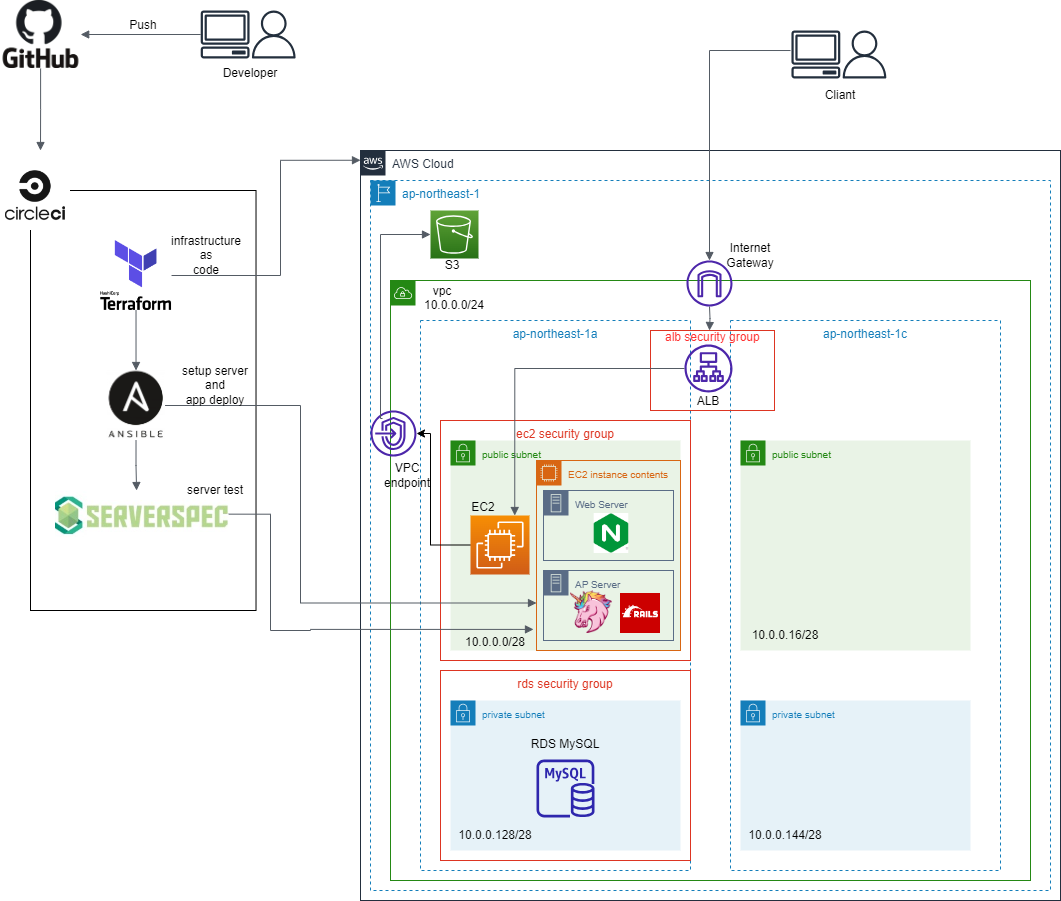 Push
GitHub
Developer
Cliant
aws
AWS Cloud
circleci
ap-northeast-1
infrastructure
as
code
S3
Internet
Gateway
HashiCorp
Terraform
vpc
10.0.0.0/24
ap-northeast-1a
alb security group
ap-northeast-1c
setup server
and
app deploy
ALB
A
ANSIBLE
ec2 security group
public subnet
public subnet
VPC
endpoint
EC2 instance contents
server test
EC2
Web Server
N
SERVERSPEC
AP Server
RAILS
10.0.0.0/28
10.0.0.16/28
rds security group
private subnet
private subnet
RDS MySQL
MySQL
10.0.0.128/28
10.0.0.144/28